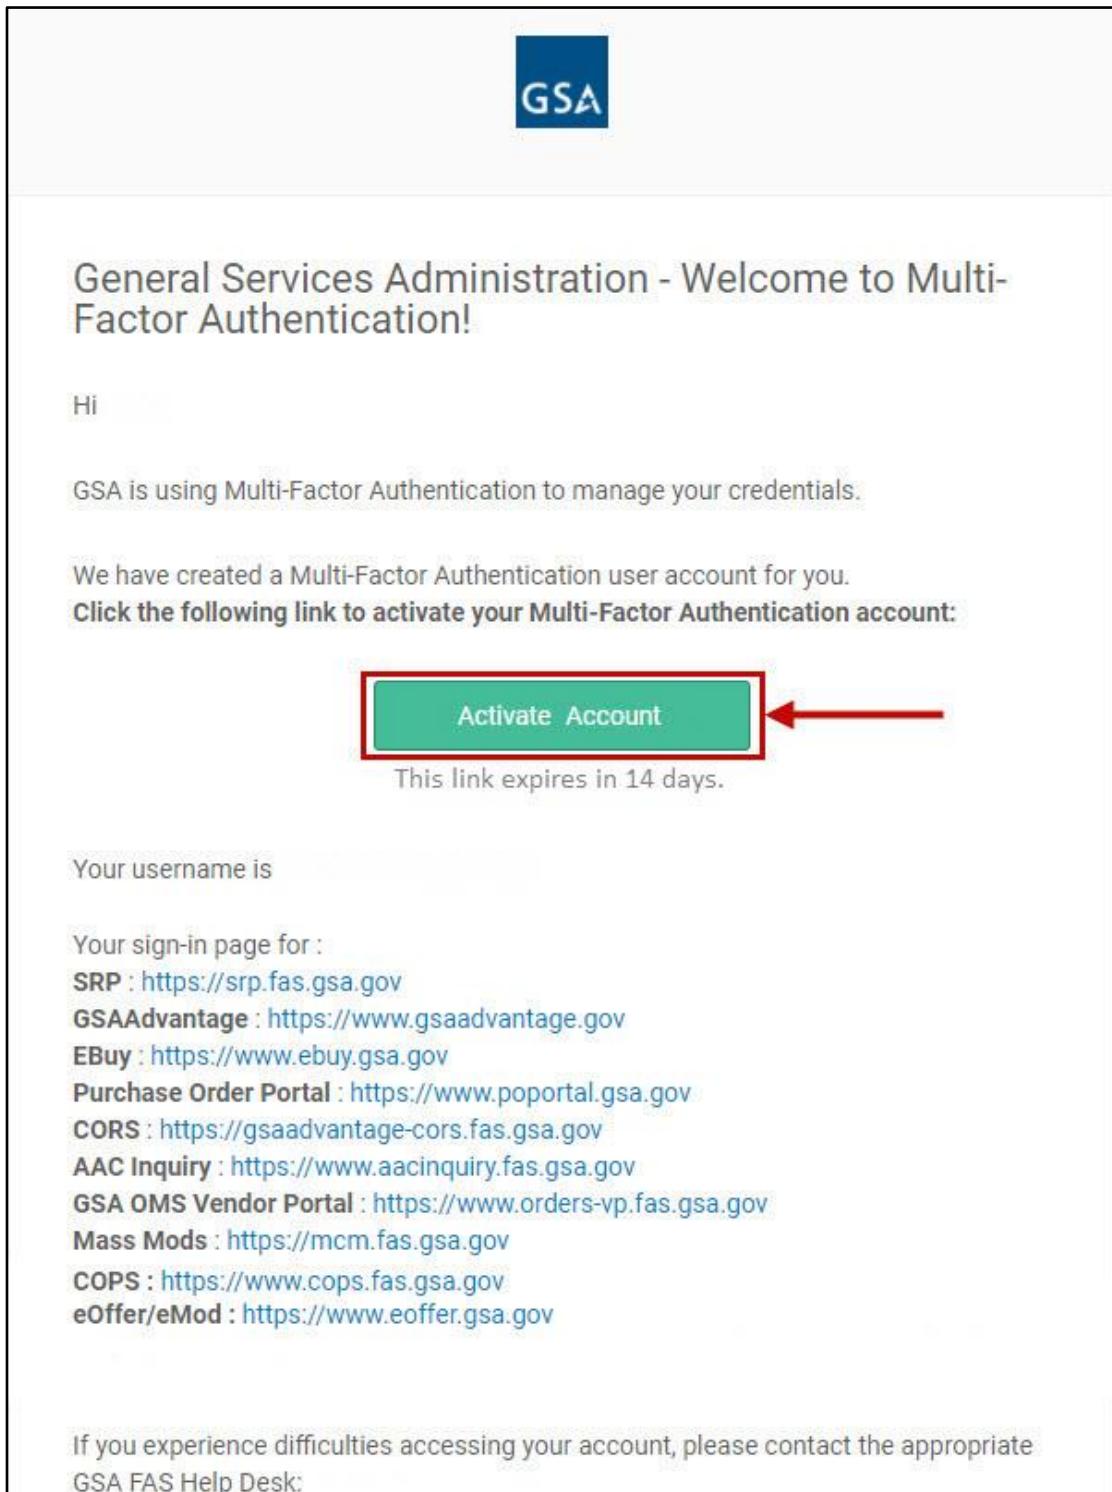 GSA
General Services Administration - Welcome to Multi-
Factor Authentication!
Hi
GSA is using Multi-Factor Authentication to manage your credentials.
We have created a Multi-Factor Authentication user account for you.
Click the following link to activate your Multi-Factor Authentication account:
Activate Account
This link expires in 14 days.
Your username is
Your sign-in page for :
SRP : https://srp.fas.gsa.gov
GSAAdvantage : https://www.gsaadvantage.gov
EBuy : https://www.ebuy.gsa.gov
Purchase Order Portal : https://www.poportal.gsa.gov
CORS : https://gsaadvantage-cors.fas.gsa.gov
AAC Inquiry : https://www.aacinquiry.fas.gsa.gov
GSA OMS Vendor Portal : https://www.orders-vp.fas.gsa.gov
Mass Mods : https://mcm.fas.gsa.gov
COPS : https://www.cops.fas.gsa.gov
eOffer/eMod : https://www.eoffer.gsa.gov
If you experience difficulties accessing your account, please contact the appropriate
GSA FAS Help Desk: